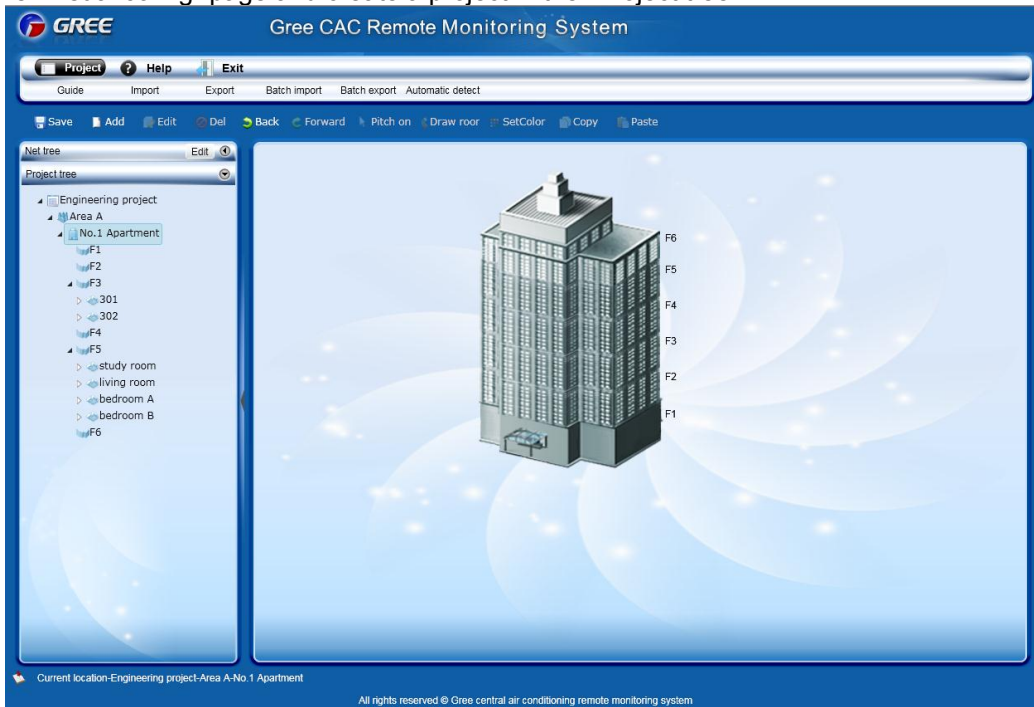 GREE
Gree CAC Remote Monitoring System
Project Help Exit
Guide Import Export Batch import Batch export Automatic detect
Save Add Edit Del Back Forward Pitch on Draw roor SetColor Copy Paste
Net tree Edit
Project tree
Engineering project
Area A
No.1 Apartment
F1
F2
F3
301
302
F4
F5
study room
living room
bedroom A
bedroom B
F6
F6
F5
F4
F3
F2
F1
Current location-Engineering project-Area A-No.1 Apartment
All rights reserved © Gree central air conditioning remote monitoring system